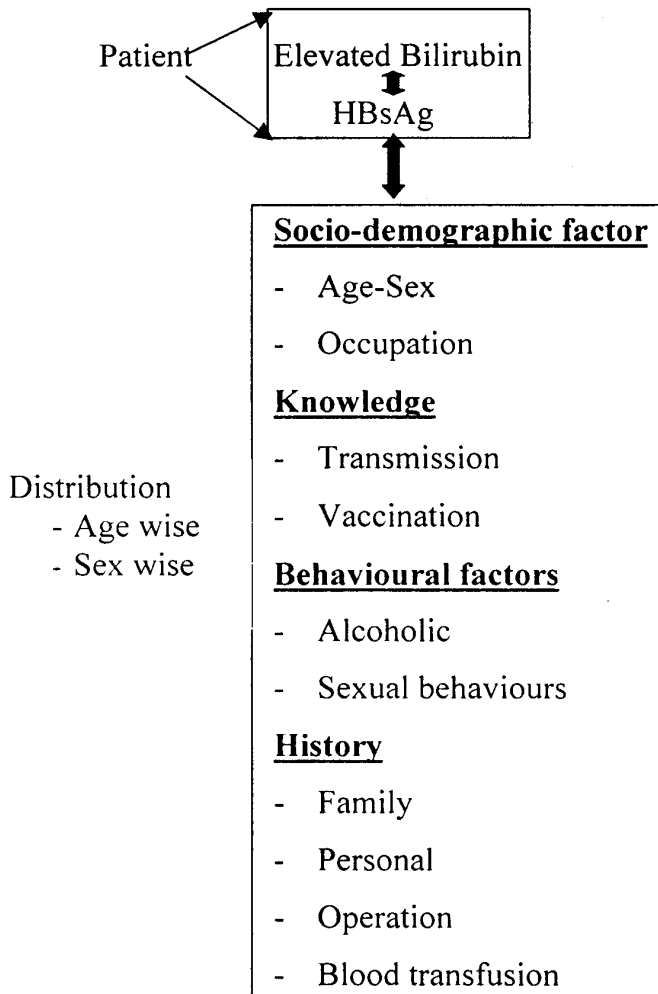 Patient
Elevated Bilirubin
HBsAg
Socio-demographic factor
- Age-Sex
- Occupation
Knowledge
- Transmission
- Vaccination
Distribution
- Age wise
- Sex wise
Behavioural factors
- Alcoholic
- Sexual behaviours
History
- Family
- Personal
- Operation
- Blood transfusion